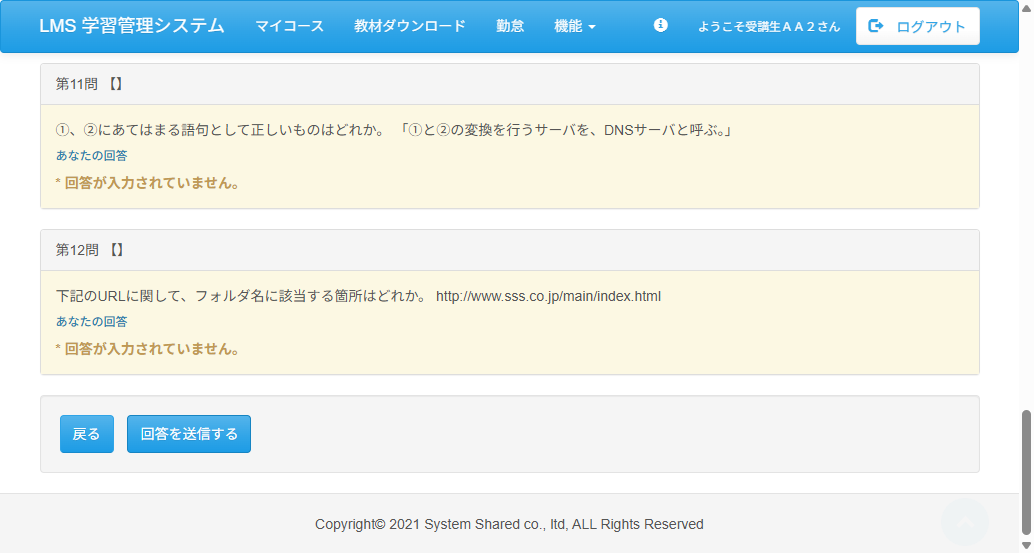 LMS 学習管理システム マイコース 教材ダウンロード 勤怠 機能 ようこそ受講生ＡＡ２さん ログアウト
第11問 【】
①、②にあてはまる語句として正しいものはどれか。 「①と②の変換を行うサーバを、DNSサーバと呼ぶ。」
あなたの回答
* 回答が入力されていません。
第12問 【】
下記のURLに関して、フォルダ名に該当する箇所はどれか。 http://www.sss.co.jp/main/index.html
あなたの回答
* 回答が入力されていません。
戻る 回答を送信する
Copyright© 2021 System Shared co., ltd, ALL Rights Reserved